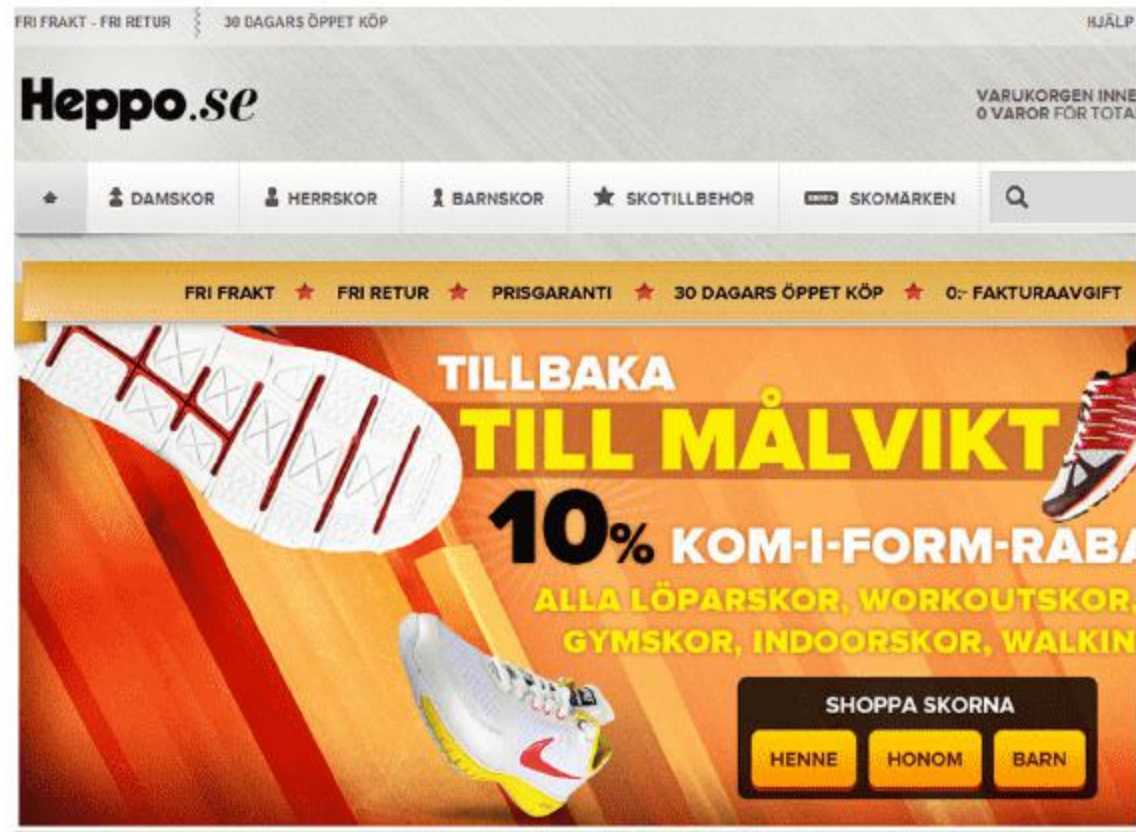 FRI FRAKT - FRI RETUR 30 DAGARS ÖPPET KÖP HJÄLP
Heppo.se
VARUKORGEN INNE
0 VAROR FÖR TOTA
DAMSKOR HERRSKOR BARNSKOR SKOTILLBEHÖR SKOMÄRKEN
FRI FRAKT FRI RETUR PRISGARANTI 30 DAGARS ÖPPET KÖP 0:- FAKTURAAVGIFT
TILLBAKA
TILL MÅLVIKT
10% KOM-I-FORM-RABA
ALLA LÖPARSKOR, WORKOUTSKOR,
GYMSKOR, INDOORSKOR, WALKIN
SHOPPA SKORNA
HENNE HONOM BARN